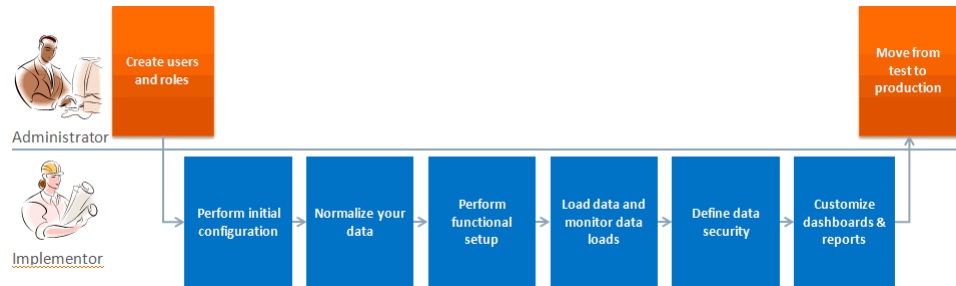 Create users
and roles
Move from
test to
production
Administrator
Perform initial
configuration
Normalize your
data
Perform
functional
setup
Load data and
monitor data
loads
Define data
security
Customize
dashboards &
reports
Implementor